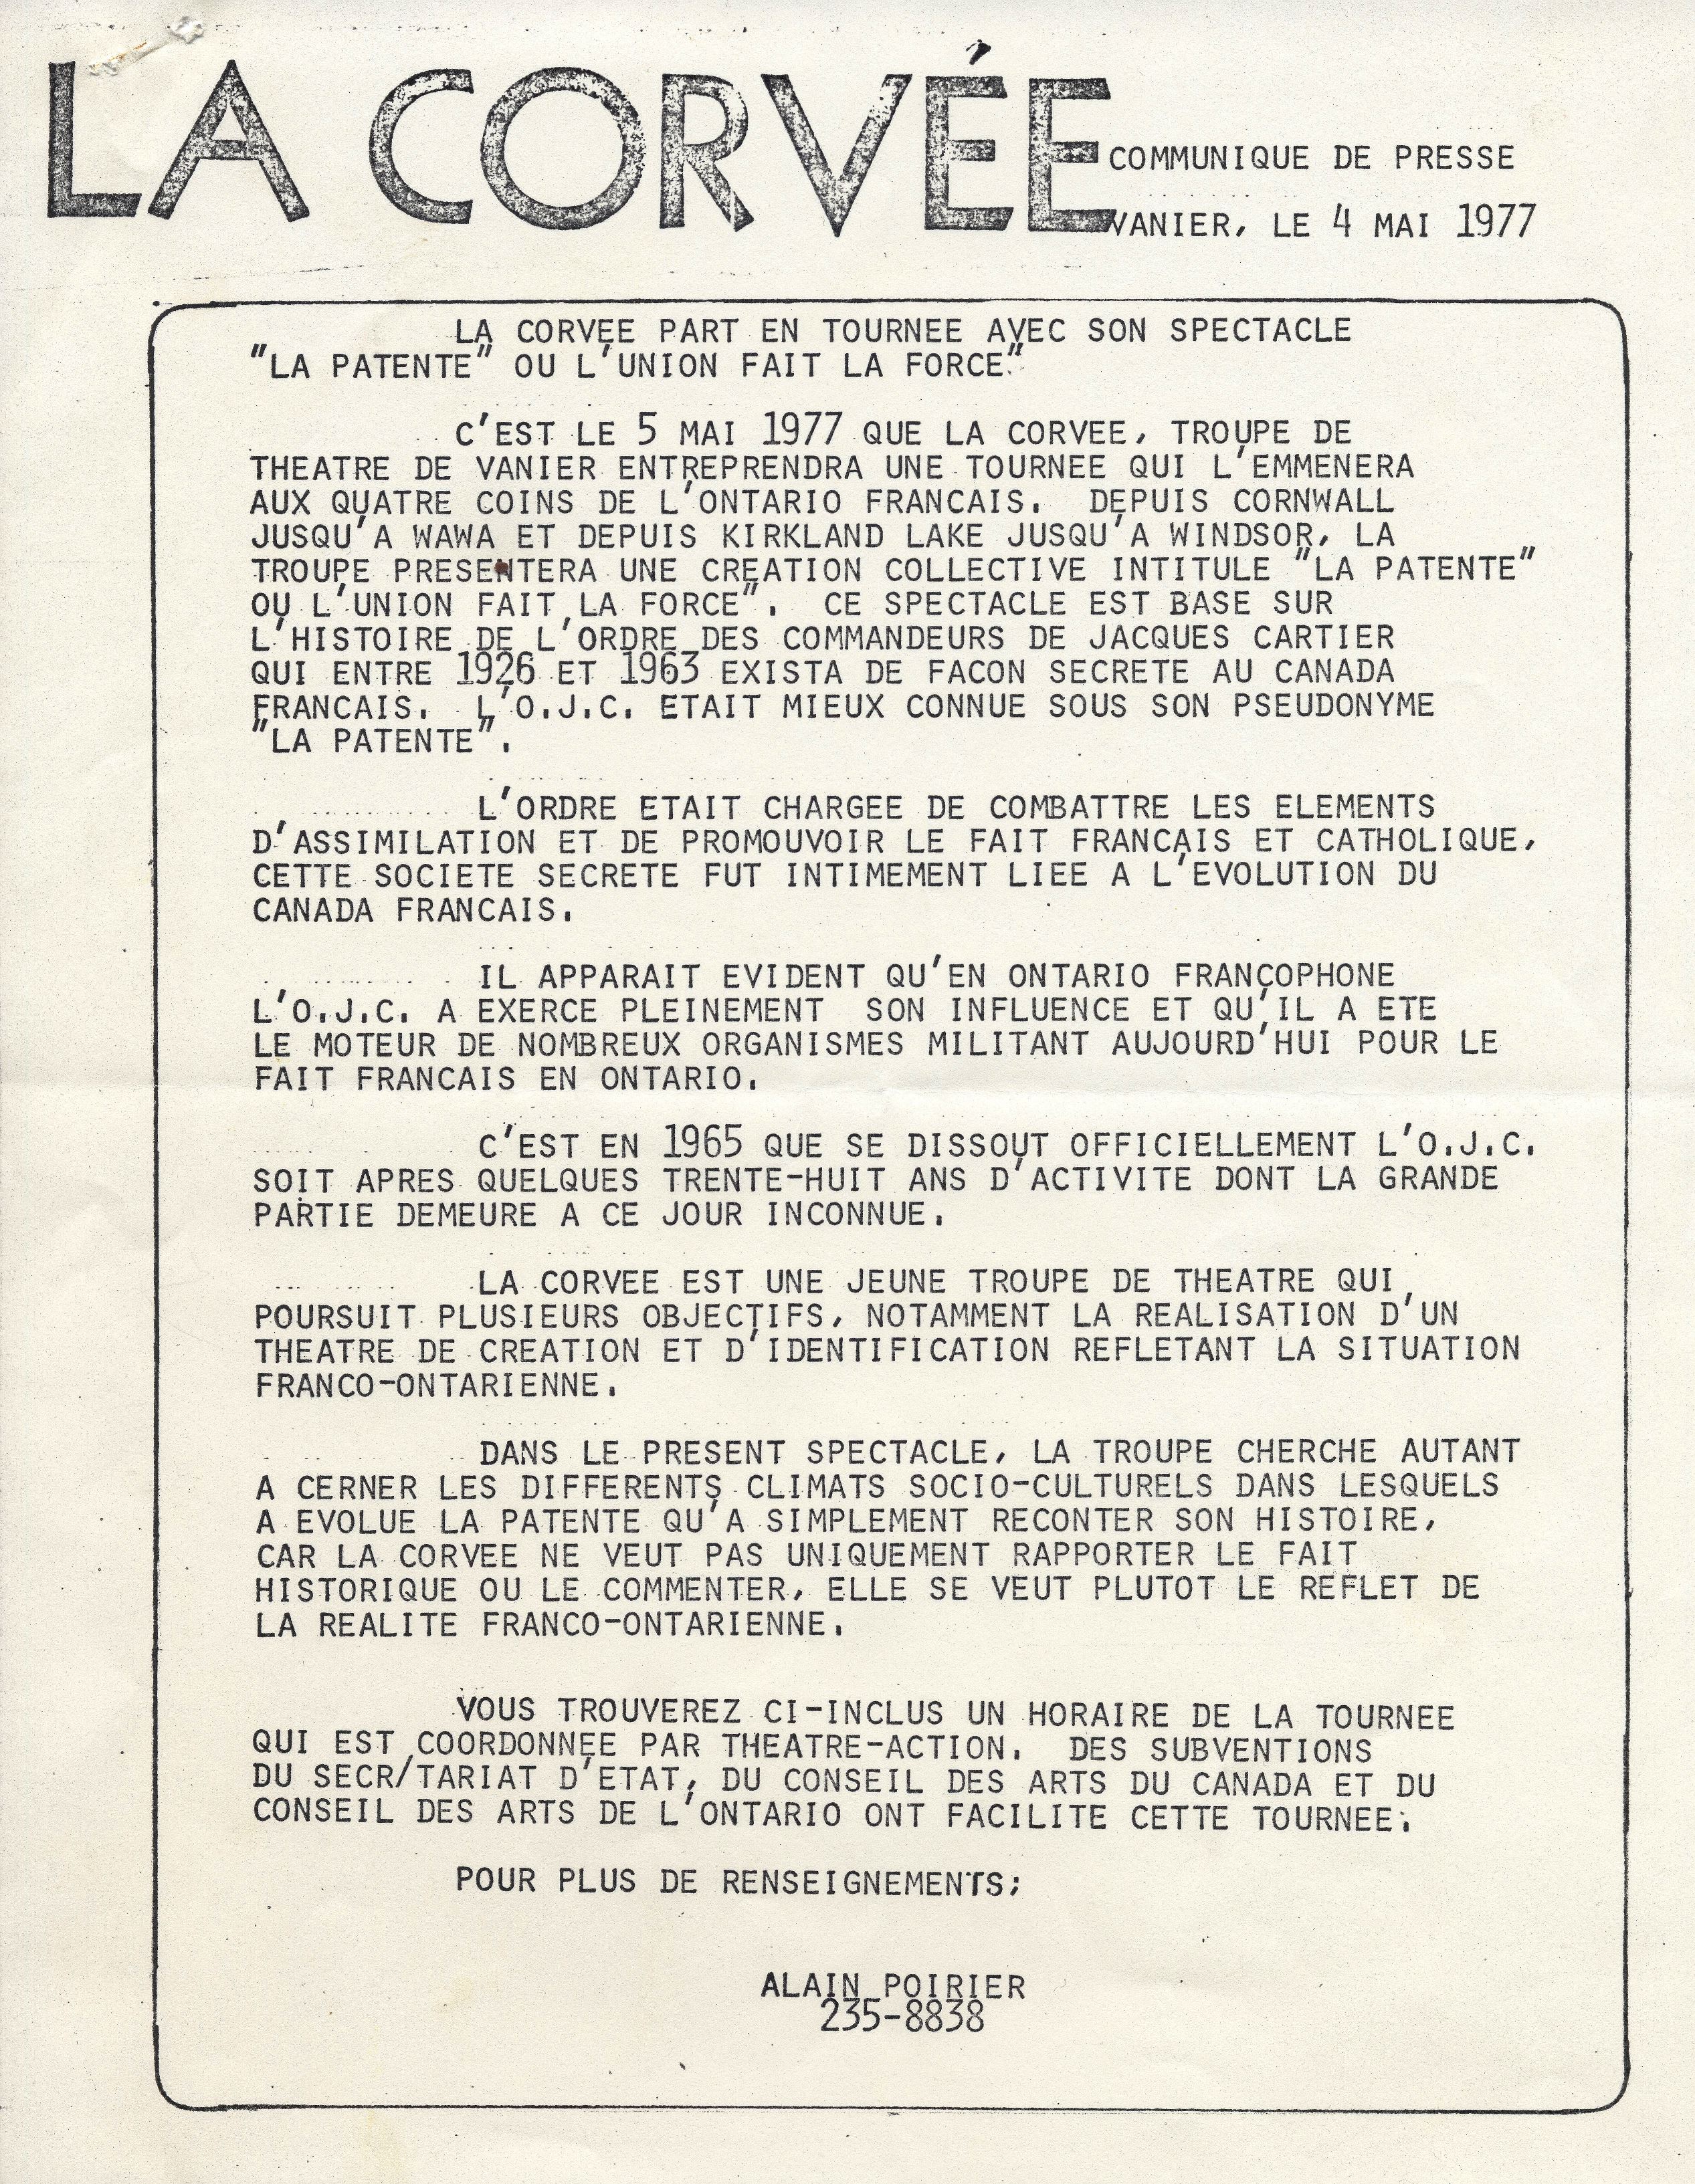 LA CORVÉE
COMMUNIQUE DE PRESSE
VANIER, LE 4 MAI 1977
LA CORVEE PART EN TOURNEE AVEC SON SPECTACLE
"LA PATENTE" OU L'UNION FAIT LA FORCE"
C'EST LE 5 MAI 1977 QUE LA CORVEE, TROUPE DE
THEATRE DE VANIER ENTREPRENDRA UNE TOURNEE QUI L'EMMENERA
AUX QUATRE COINS DE L'ONTARIO FRANCAIS. DEPUIS CORNWALL
JUSQU'A WAWA ET DEPUIS KIRKLAND LAKE JUSQU'A WINDSOR, LA
TROUPE PRESENTERA UNE CREATION COLLECTIVE INTITULE "LA PATENTE"
OU L'UNION FAIT LA FORCE". CE SPECTACLE EST BASE SUR
L'HISTOIRE DE L'ORDRE DES COMMANDEURS DE JACQUES CARTIER
QUI ENTRE 1926 ET 1963 EXISTA DE FACON SECRETE AU CANADA
FRANCAIS. L'O.J.C. ETAIT MIEUX CONNUE SOUS SON PSEUDONYME
"LA PATENTE".
L'ORDRE ETAIT CHARGEE DE COMBATTRE LES ELEMENTS
D'ASSIMILATION ET DE PROMOUVOIR LE FAIT FRANCAIS ET CATHOLIQUE,
CETTE SOCIETE SECRETE FUT INTIMEMENT LIEE A L'EVOLUTION DU
CANADA FRANCAIS.
IL APPARAIT EVIDENT QU'EN ONTARIO FRANCOPHONE
L'O.J.C. A EXERCE PLEINEMENT SON INFLUENCE ET QU'IL A ETE
LE MOTEUR DE NOMBREUX ORGANISMES MILITANT AUJOURD'HUI POUR LE
FAIT FRANCAIS EN ONTARIO.
C'EST EN 1965 QUE SE DISSOUT OFFICIELLEMENT L'O.J.C.
SOIT APRES QUELQUES TRENTE-HUIT ANS D'ACTIVITE DONT LA GRANDE
PARTIE DEMEURE A CE JOUR INCONNUE.
LA CORVEE EST UNE JEUNE TROUPE DE THEATRE QUI
POURSUIT PLUSIEURS OBJECTIFS, NOTAMMENT LA REALISATION D'UN
THEATRE DE CREATION ET D'IDENTIFICATION REFLETANT LA SITUATION
FRANCO-ONTARIENNE.
DANS LE PRESENT SPECTACLE, LA TROUPE CHERCHE AUTANT
A CERNER LES DIFFERENTS CLIMATS SOCIO-CULTURELS DANS LESQUELS
A EVOLUE LA PATENTE QU'A SIMPLEMENT RECONTER SON HISTOIRE,
CAR LA CORVEE NE VEUT PAS UNIQUEMENT RAPPORTER LE FAIT
HISTORIQUE OU LE COMMENTER, ELLE SE VEUT PLUTOT LE REFLET DE
LA REALITE FRANCO-ONTARIENNE.
VOUS TROUVEREZ CI-INCLUS UN HORAIRE DE LA TOURNEE
QUI EST COORDONNEE PAR THEATRE-ACTION. DES SUBVENTIONS
DU SECR/TARIAT D'ETAT, DU CONSEIL DES ARTS DU CANADA ET DU
CONSEIL DES ARTS DE L'ONTARIO ONT FACILITE CETTE TOURNEE.
POUR PLUS DE RENSEIGNEMENTS;
ALAIN POIRIER
235-8838